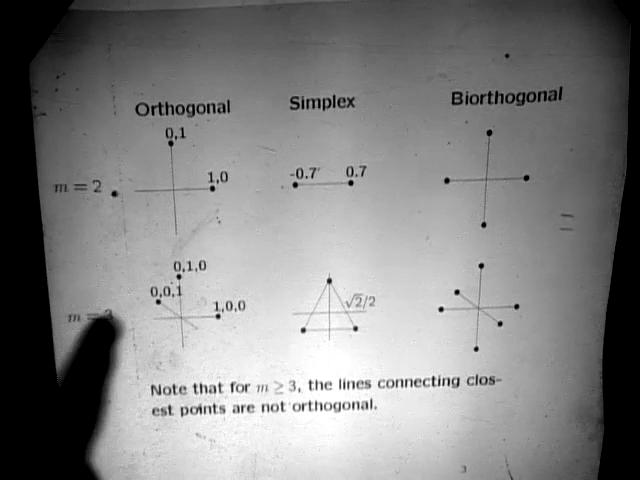 Orthogonal Simplex Biorthogonal
0,1
m = 2 1,0 -0.7 0.7
0,1,0
0,0,1
m = 3 1,0,0 √2/2
Note that for m ≥ 3, the lines connecting clos-
est points are not orthogonal.
3